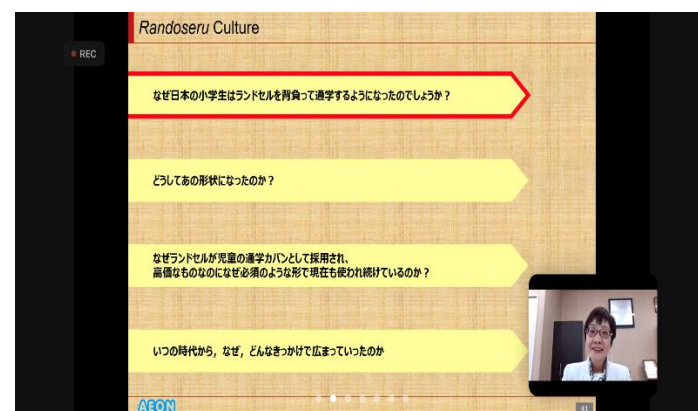 Randoseru Culture
REC
なぜ日本の小学生はランドセルを背負って通学するようになったのでしょうか？
どうしてあの形状になったのか？
なぜランドセルが児童の通学カバンとして採用され、
高価なものなのになぜ必須のような形で現在も使われ続けているのか？
いつの時代から，なぜ，どんなきっかけで広まっていったのか
AEON
61